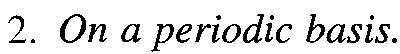 2. On a periodic basis.